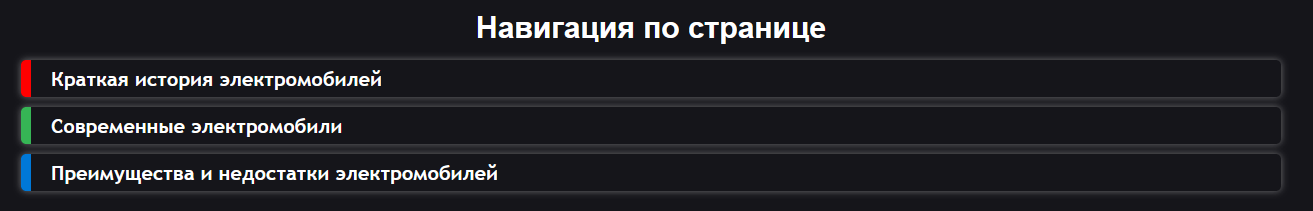 Навигация по странице
Краткая история электромобилей
Современные электромобили
Преимущества и недостатки электромобилей